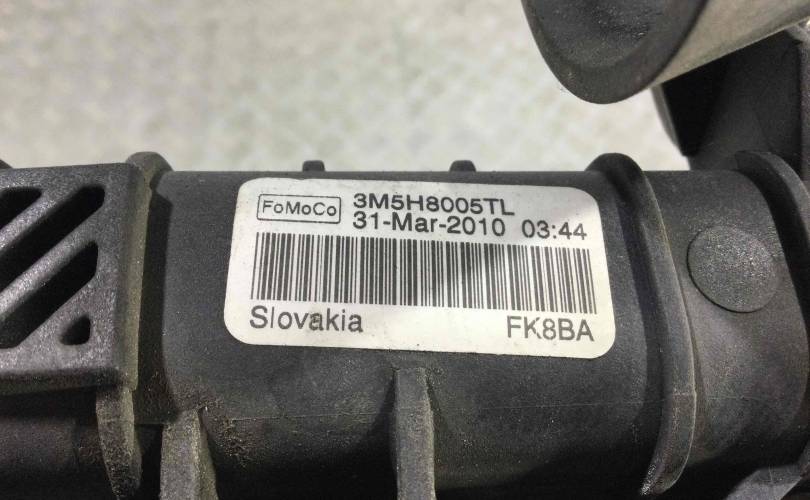 FoMoCo 3M5H8005TL
31-Mar-2010 03:44
Slovakia FK8BA